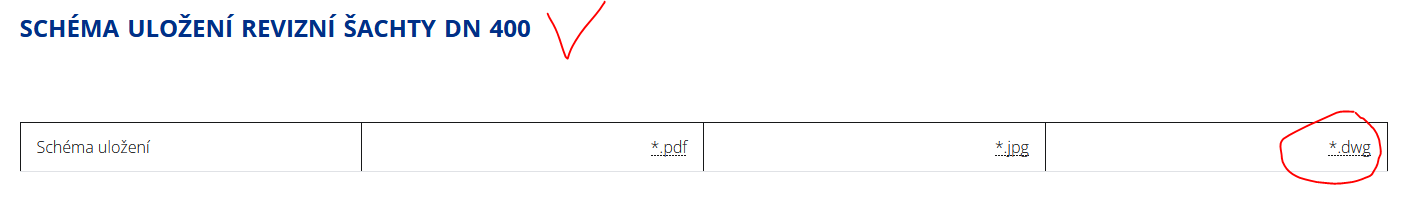 SCHÉMA ULOŽENÍ REVIZNÍ ŠACHTY DN 400
Schéma uložení *.pdf *.jpg *.dwg